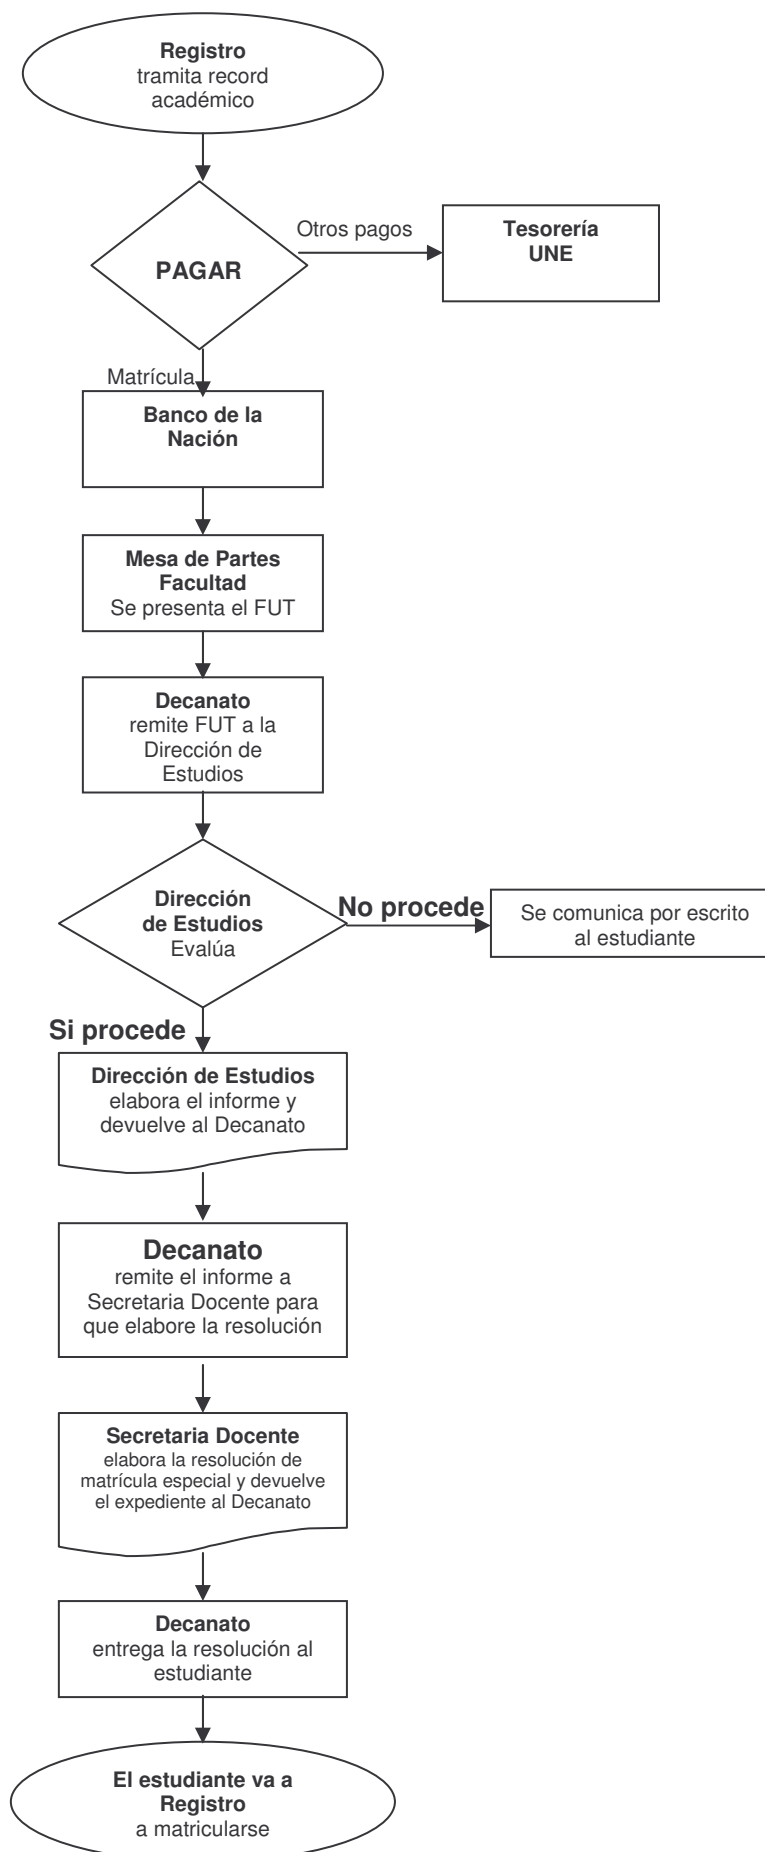 Registro
tramita record
académico
PAGAR
Otros pagos
Tesorería
UNE
Matrícula
Banco de la
Nación
Mesa de Partes
Facultad
Se presenta el FUT
Decanato
remite FUT a la
Dirección de
Estudios
Dirección
de Estudios
Evalúa
No procede
Se comunica por escrito
al estudiante
Si procede
Dirección de Estudios
elabora el informe y
devuelve al Decanato
Decanato
remite el informe a
Secretaria Docente para
que elabore la resolución
Secretaria Docente
elabora la resolución de
matrícula especial y devuelve
el expediente al Decanato
Decanato
entrega la resolución al
estudiante
El estudiante va a
Registro
a matricularse